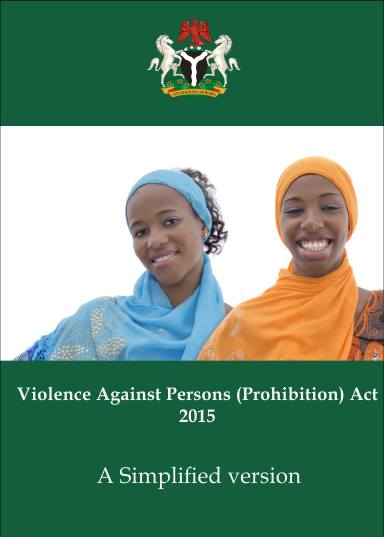 Violence Against Persons (Prohibition) Act
2015
A Simplified version